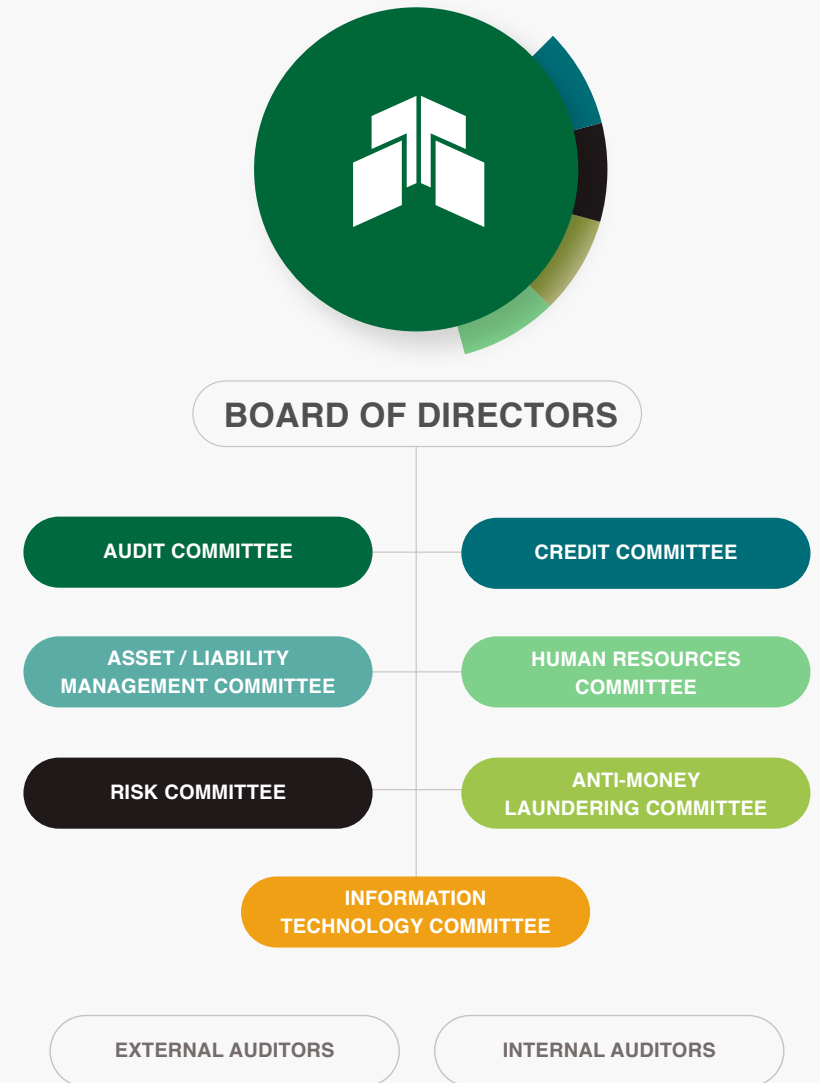 BOARD OF DIRECTORS
AUDIT COMMITTEE
CREDIT COMMITTEE
ASSET / LIABILITY
MANAGEMENT COMMITTEE
HUMAN RESOURCES
COMMITTEE
RISK COMMITTEE
ANTI-MONEY
LAUNDERING COMMITTEE
INFORMATION
TECHNOLOGY COMMITTEE
EXTERNAL AUDITORS
INTERNAL AUDITORS